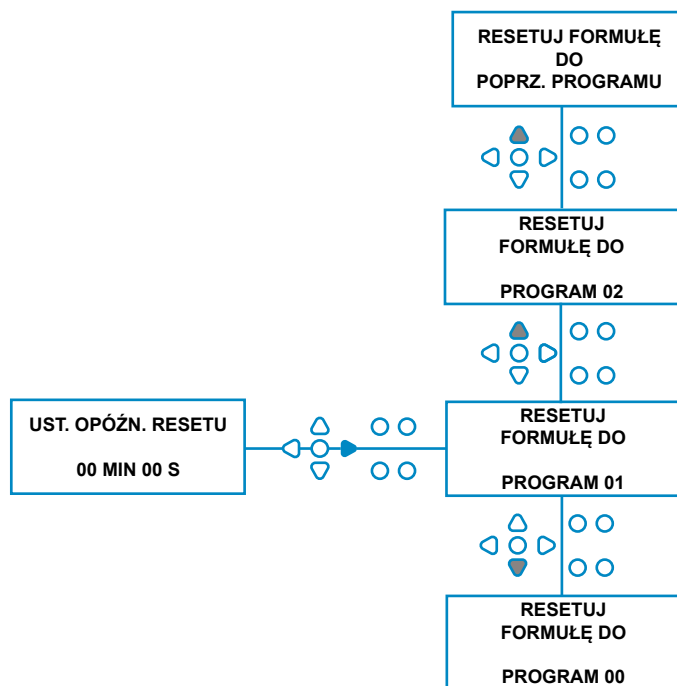 RESETUJ FORMUŁĘ
DO
POPRZ. PROGRAMU
RESETUJ
FORMUŁĘ DO
PROGRAM 02
UST. OPÓŹN. RESETU
00 MIN 00 S
RESETUJ
FORMUŁĘ DO
PROGRAM 01
RESETUJ
FORMUŁĘ DO
PROGRAM 00